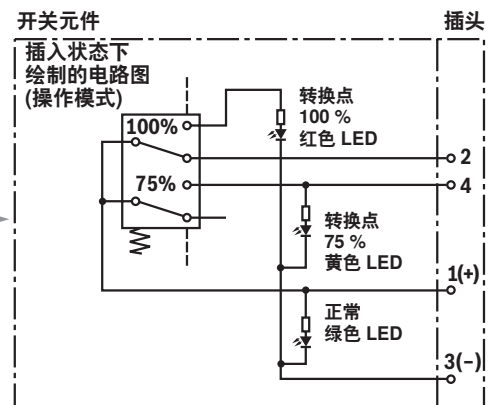 开关元件
插头
插入状态下
绘制的电路图
(操作模式)
转换点
100 %
红色 LED
100%
2
75%
4
转换点
75 %
黄色 LED
1(+)
正常
绿色 LED
3(–)